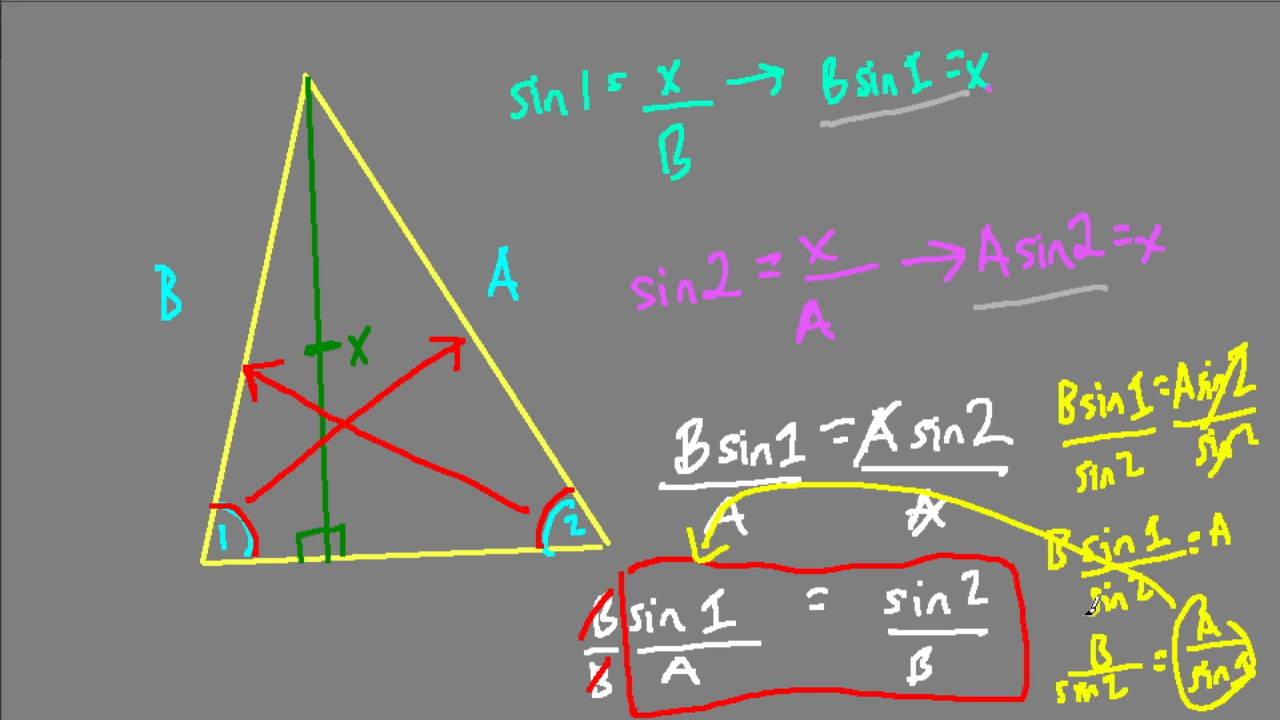 sin 1 = x/B → B sin 1 = x
sin 2 = x/A → A sin 2 = x
B
A
x
1
2
B sin 1/A = A sin 2/A
B sin 1/sin 2 = A sin 2/sin 2
B sin 1/sin 2 = A
B/B sin 1/A = sin 2/B
B/sin 2 = A/sin 1